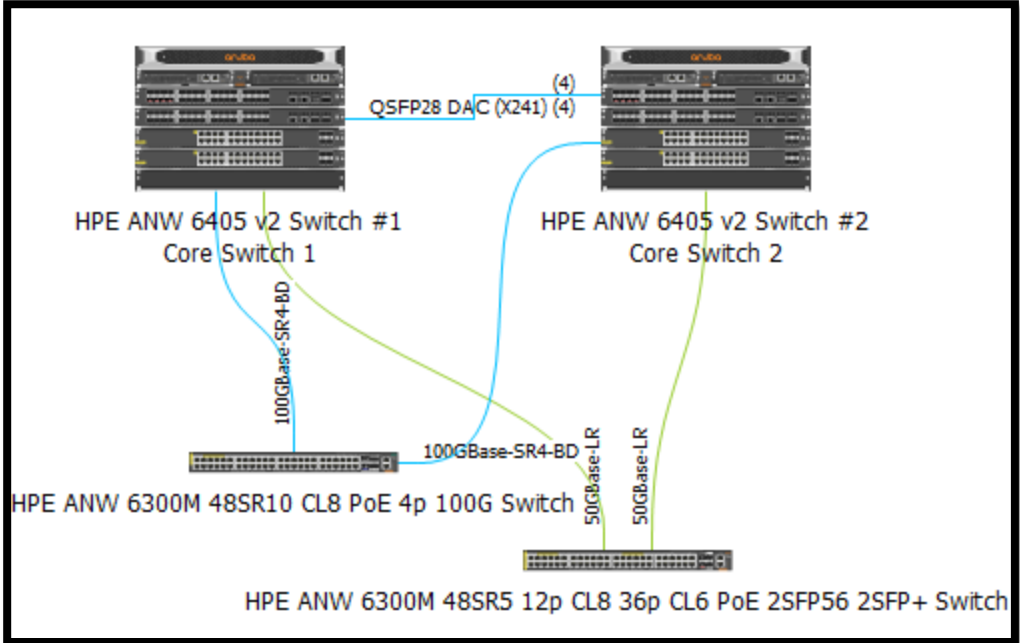 aruba
aruba
(4)
QSFP28 DAC (X241) (4)
HPE ANW 6405 v2 Switch #1
Core Switch 1
HPE ANW 6405 v2 Switch #2
Core Switch 2
100GBase-SR4-BD
100GBase-SR4-BD
50GBase-LR
50GBase-LR
HPE ANW 6300M 48SR10 CL8 PoE 4p 100G Switch
HPE ANW 6300M 48SR5 12p CL8 36p CL6 PoE 2SFP56 2SFP+ Switch